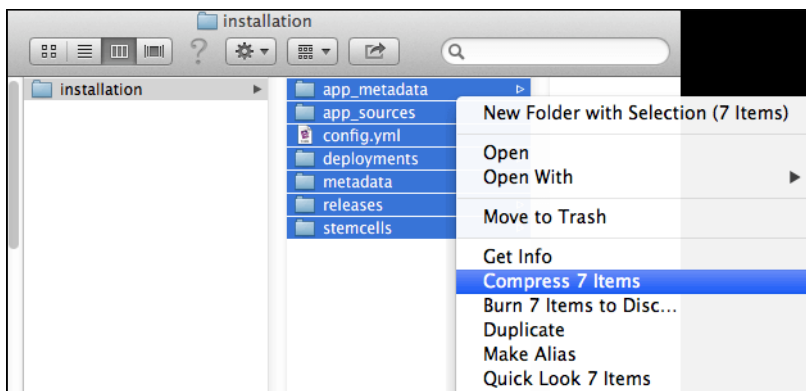 installation
installation
app_metadata
app_sources
config.yml
deployments
metadata
releases
stemcells
New Folder with Selection (7 Items)
Open
Open With
Move to Trash
Get Info
Compress 7 Items
Burn 7 Items to Disc...
Duplicate
Make Alias
Quick Look 7 Items